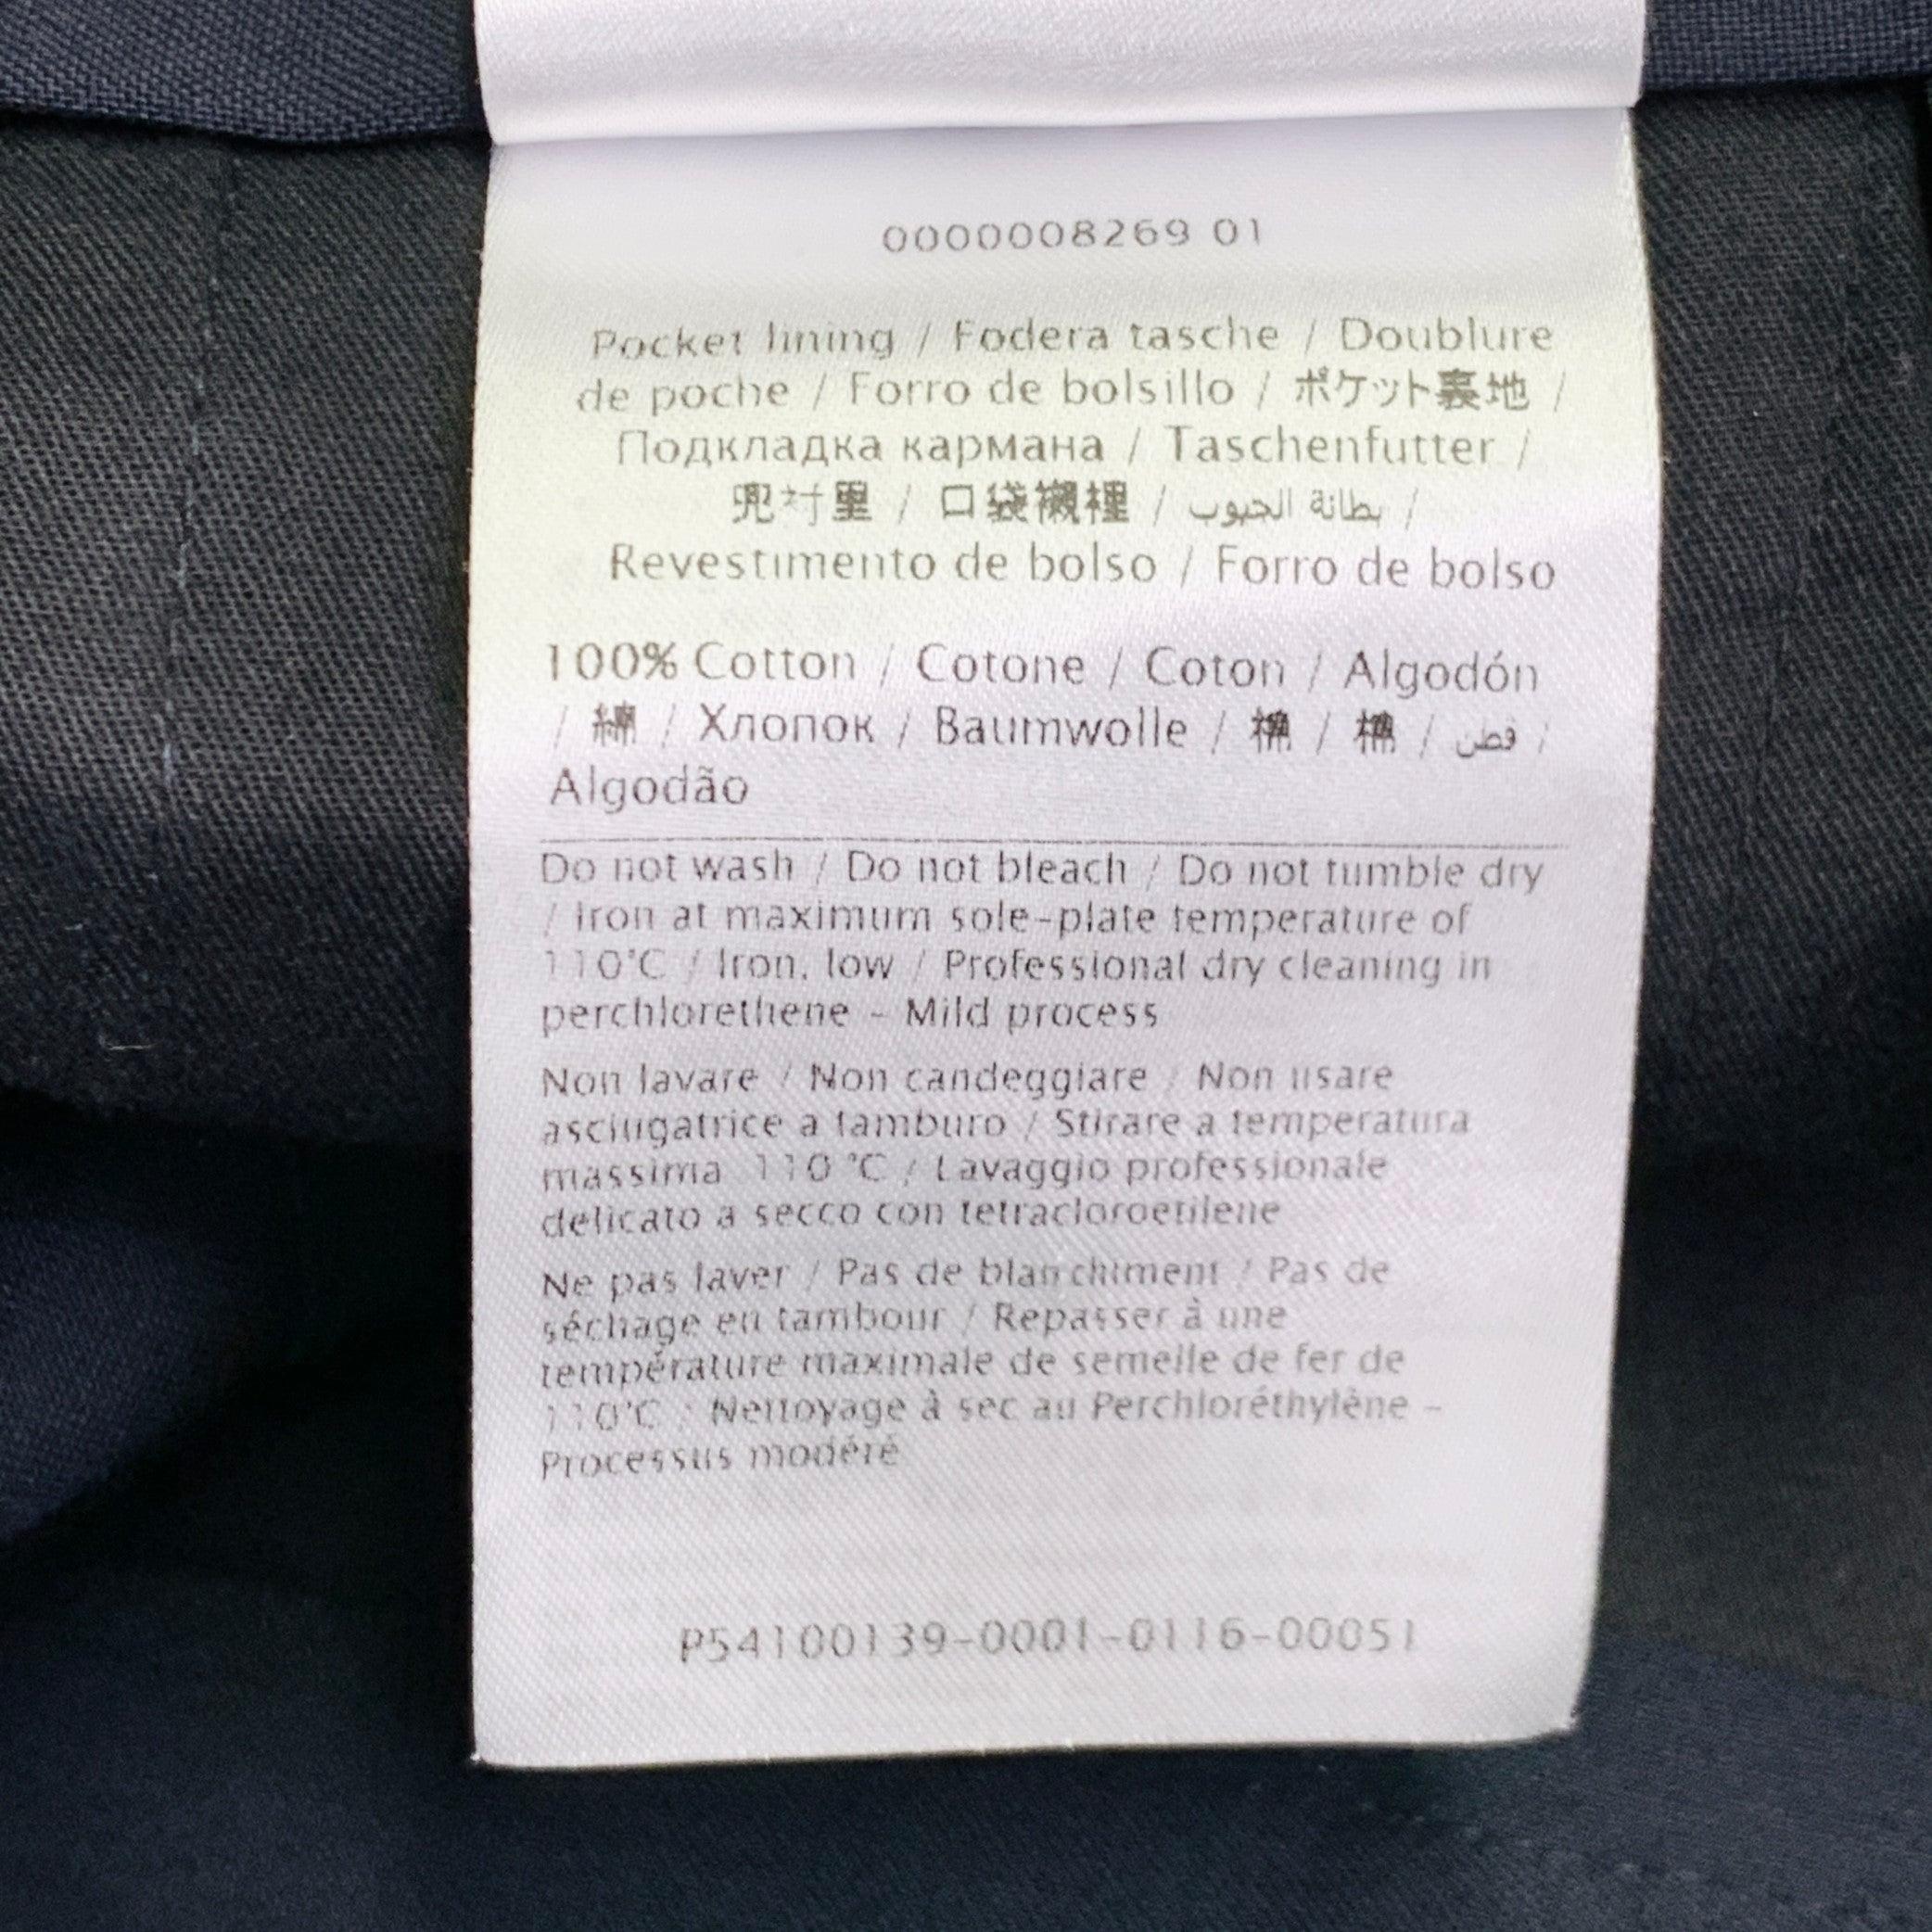 0000008269 01
Pocket lining / Fodera tasche / Doublure
de poche / Forro de bolsillo / ポケット裏地 /
Подкладка кармана / Taschenfutter /
兜衬里 / 口袋襯裡 / بطانة الجيوب /
Revestimento de bolso / Forro de bolso
100% Cotton / Cotone / Coton / Algodón
/ 綿 / Хлопок / Baumwolle / 棉 / 棉 / قطن /
Algodão
Do not wash / Do not bleach / Do not tumble dry
/ Iron at maximum sole-plate temperature of
110°C / Iron, low / Professional dry cleaning in
perchlorethene - Mild process
Non lavare / Non candeggiare / Non usare
asciugatrice a tamburo / Stirare a temperatura
massima 110 °C / Lavaggio professionale
delicato a secco con tetracloroetilene
Ne pas laver / Pas de blanchiment / Pas de
séchage en tambour / Repasser à une
température maximale de semelle de fer de
110°C / Nettoyage à sec au Perchloréthylène -
Processus modéré
P54100139-0001-0116-00051